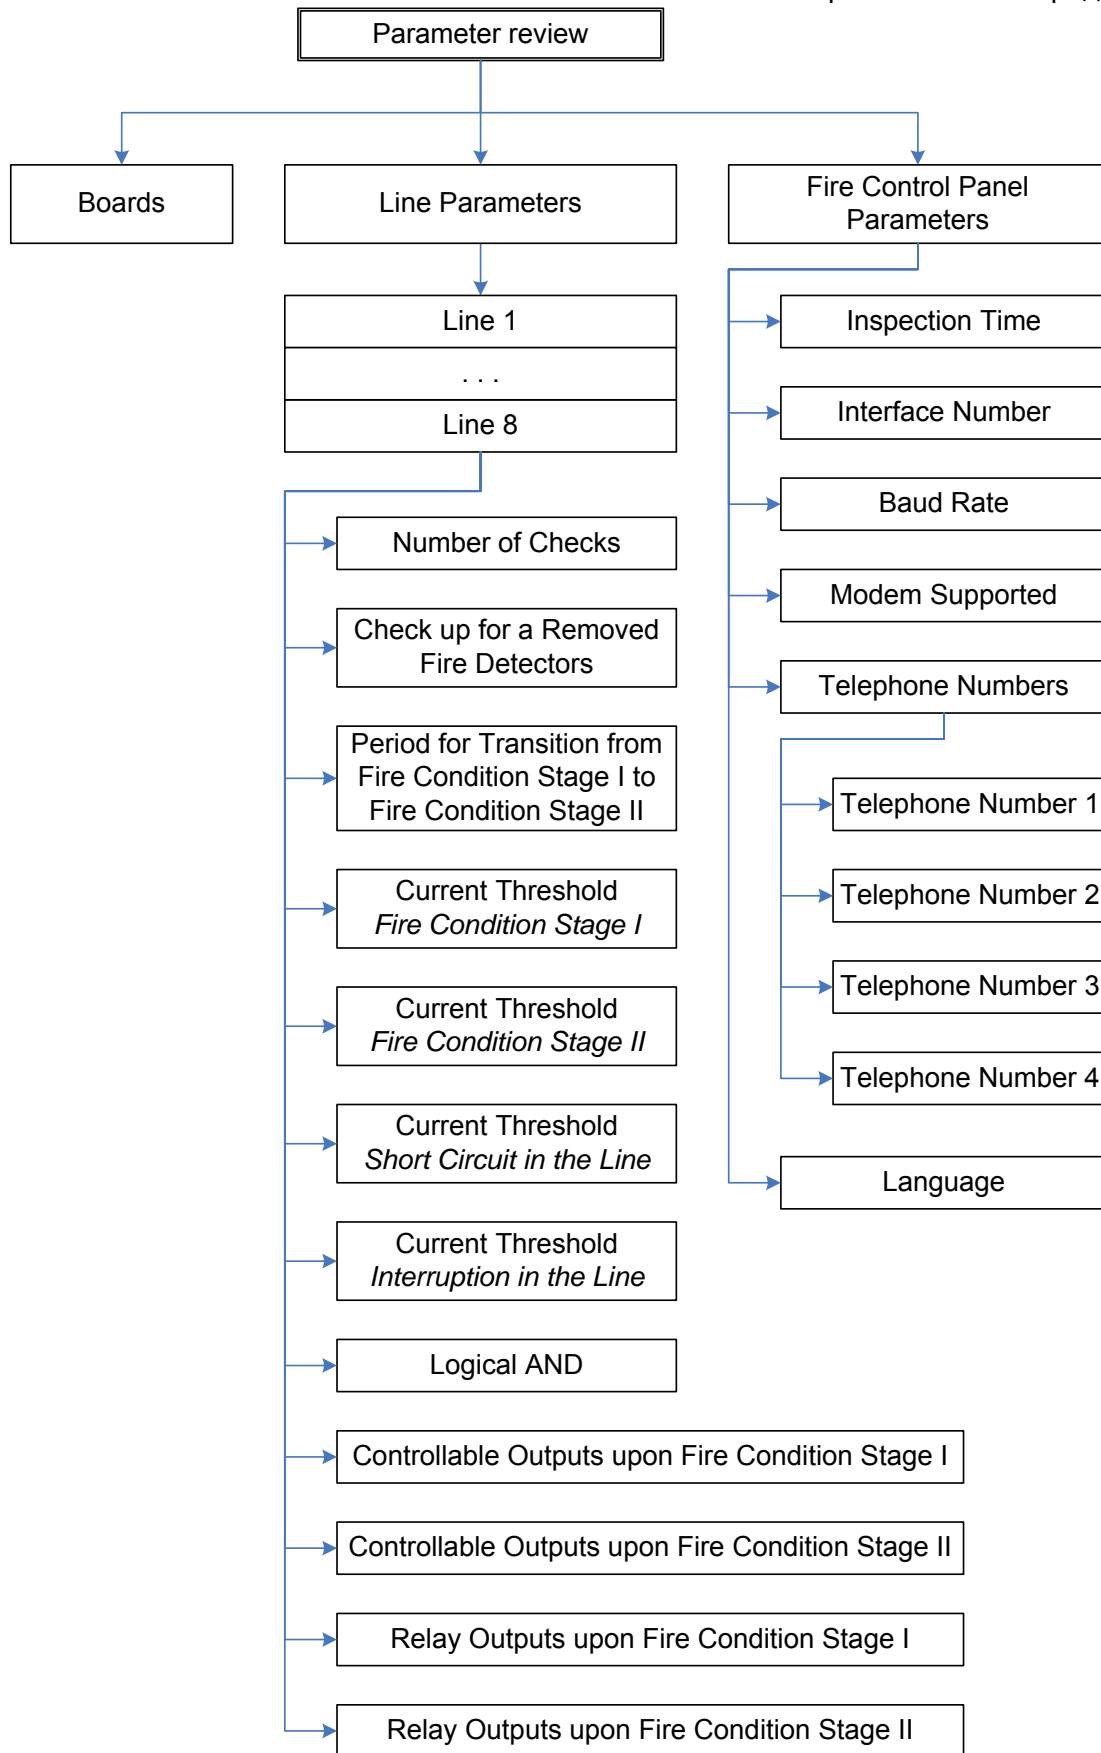 Parameter review
Boards
Line Parameters
Fire Control Panel
Parameters
Line 1
. . .
Line 8
Number of Checks
Check up for a Removed
Fire Detectors
Period for Transition from
Fire Condition Stage I to
Fire Condition Stage II
Current Threshold
Fire Condition Stage I
Current Threshold
Fire Condition Stage II
Current Threshold
Short Circuit in the Line
Current Threshold
Interruption in the Line
Logical AND
Controllable Outputs upon Fire Condition Stage I
Controllable Outputs upon Fire Condition Stage II
Relay Outputs upon Fire Condition Stage I
Relay Outputs upon Fire Condition Stage II
Inspection Time
Interface Number
Baud Rate
Modem Supported
Telephone Numbers
Telephone Number 1
Telephone Number 2
Telephone Number 3
Telephone Number 4
Language